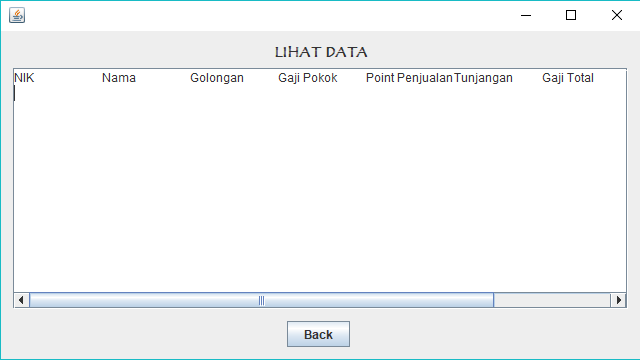 LIHAT DATA
NIK Nama Golongan Gaji Pokok Point Penjualan Tunjangan Gaji Total
Back